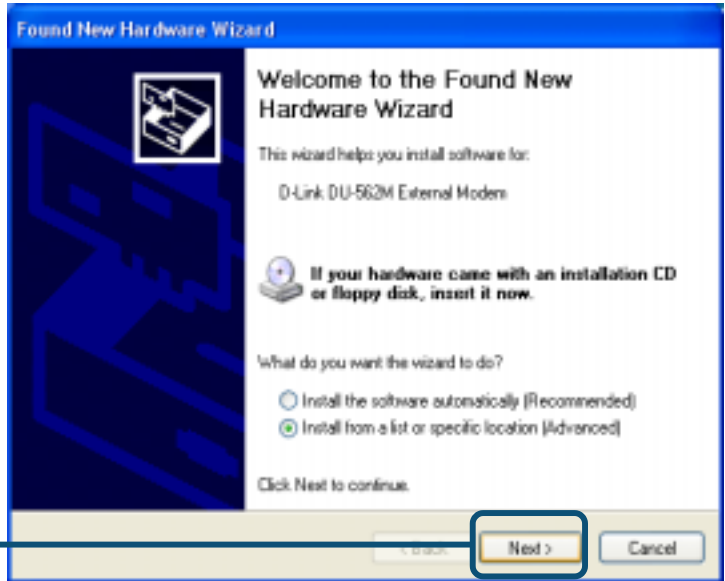 Found New Hardware Wizard
Welcome to the Found New
Hardware Wizard
This wizard helps you install software for:
D-Link DU-562M External Modem
If your hardware came with an installation CD
or floppy disk, insert it now.
What do you want the wizard to do?
Install the software automatically (Recommended)
Install from a list or specific location (Advanced)
Click Next to continue.
< Back Next > Cancel